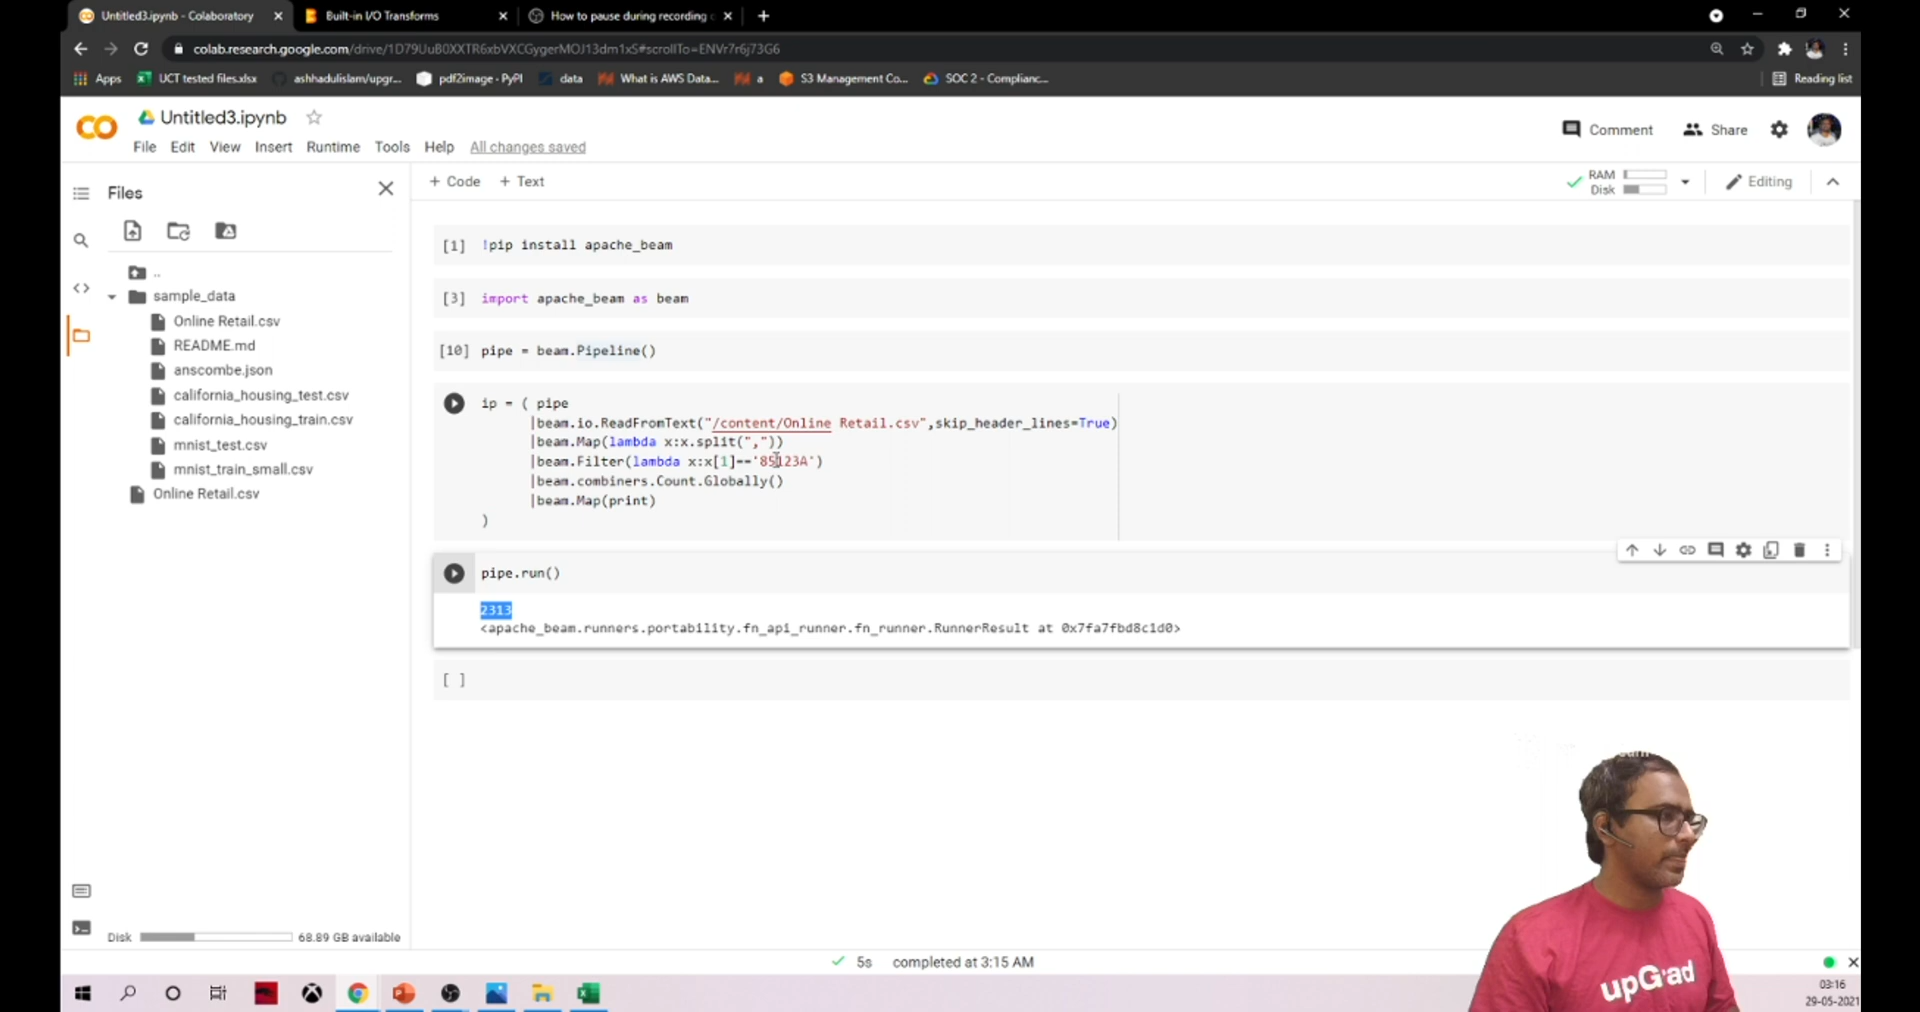 Untitled3.ipynb - Colaboratory
Built-in I/O Transforms
How to pause during recording
colab.research.google.com/drive/1D79UuB0XXTR6xbVXCGygerMOJ13dm1xS#scrollTo=ENVr7r6j73G6
Apps
UCT tested files.xlsx
ashhadulislam/upgr...
pdf2image · PyPI
data
What is AWS Data...
a
S3 Management Co...
SOC 2 - Complianc...
Reading list
CO
Untitled3.ipynb
Comment
Share
File Edit View Insert Runtime Tools Help All changes saved
Files
+ Code + Text
RAM
Disk
Editing
..
sample_data
Online Retail.csv
README.md
anscombe.json
california_housing_test.csv
california_housing_train.csv
mnist_test.csv
mnist_train_small.csv
Online Retail.csv
[1] !pip install apache_beam
[3] import apache_beam as beam
[10] pipe = beam.Pipeline()
ip = ( pipe
|beam.io.ReadFromText("/content/Online Retail.csv",skip_header_lines=True)
|beam.Map(lambda x:x.split(","))
|beam.Filter(lambda x:x[1]=='85123A')
|beam.combiners.Count.Globally()
|beam.Map(print)
)
pipe.run()
2313
<apache_beam.runners.portability.fn_api_runner.fn_runner.RunnerResult at 0x7fa7fbd8c1d0>
[ ]
Disk
68.89 GB available
5s completed at 3:15 AM
upGrad
03:16
29-05-2021